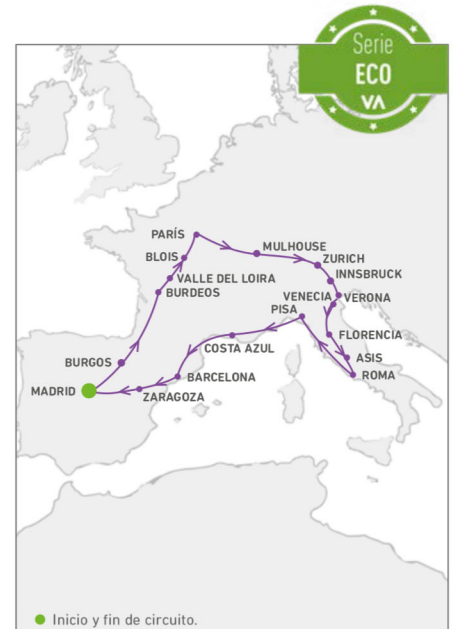 Serie
ECO
VA
PARÍS
MULHOUSE
BLOIS
ZURICH
VALLE DEL LOIRA
INNSBRUCK
BURDEOS
VENECIA
VERONA
PISA
FLORENCIA
COSTA AZUL
ASIS
BURGOS
ROMA
BARCELONA
MADRID
ZARAGOZA
Inicio y fin de circuito.